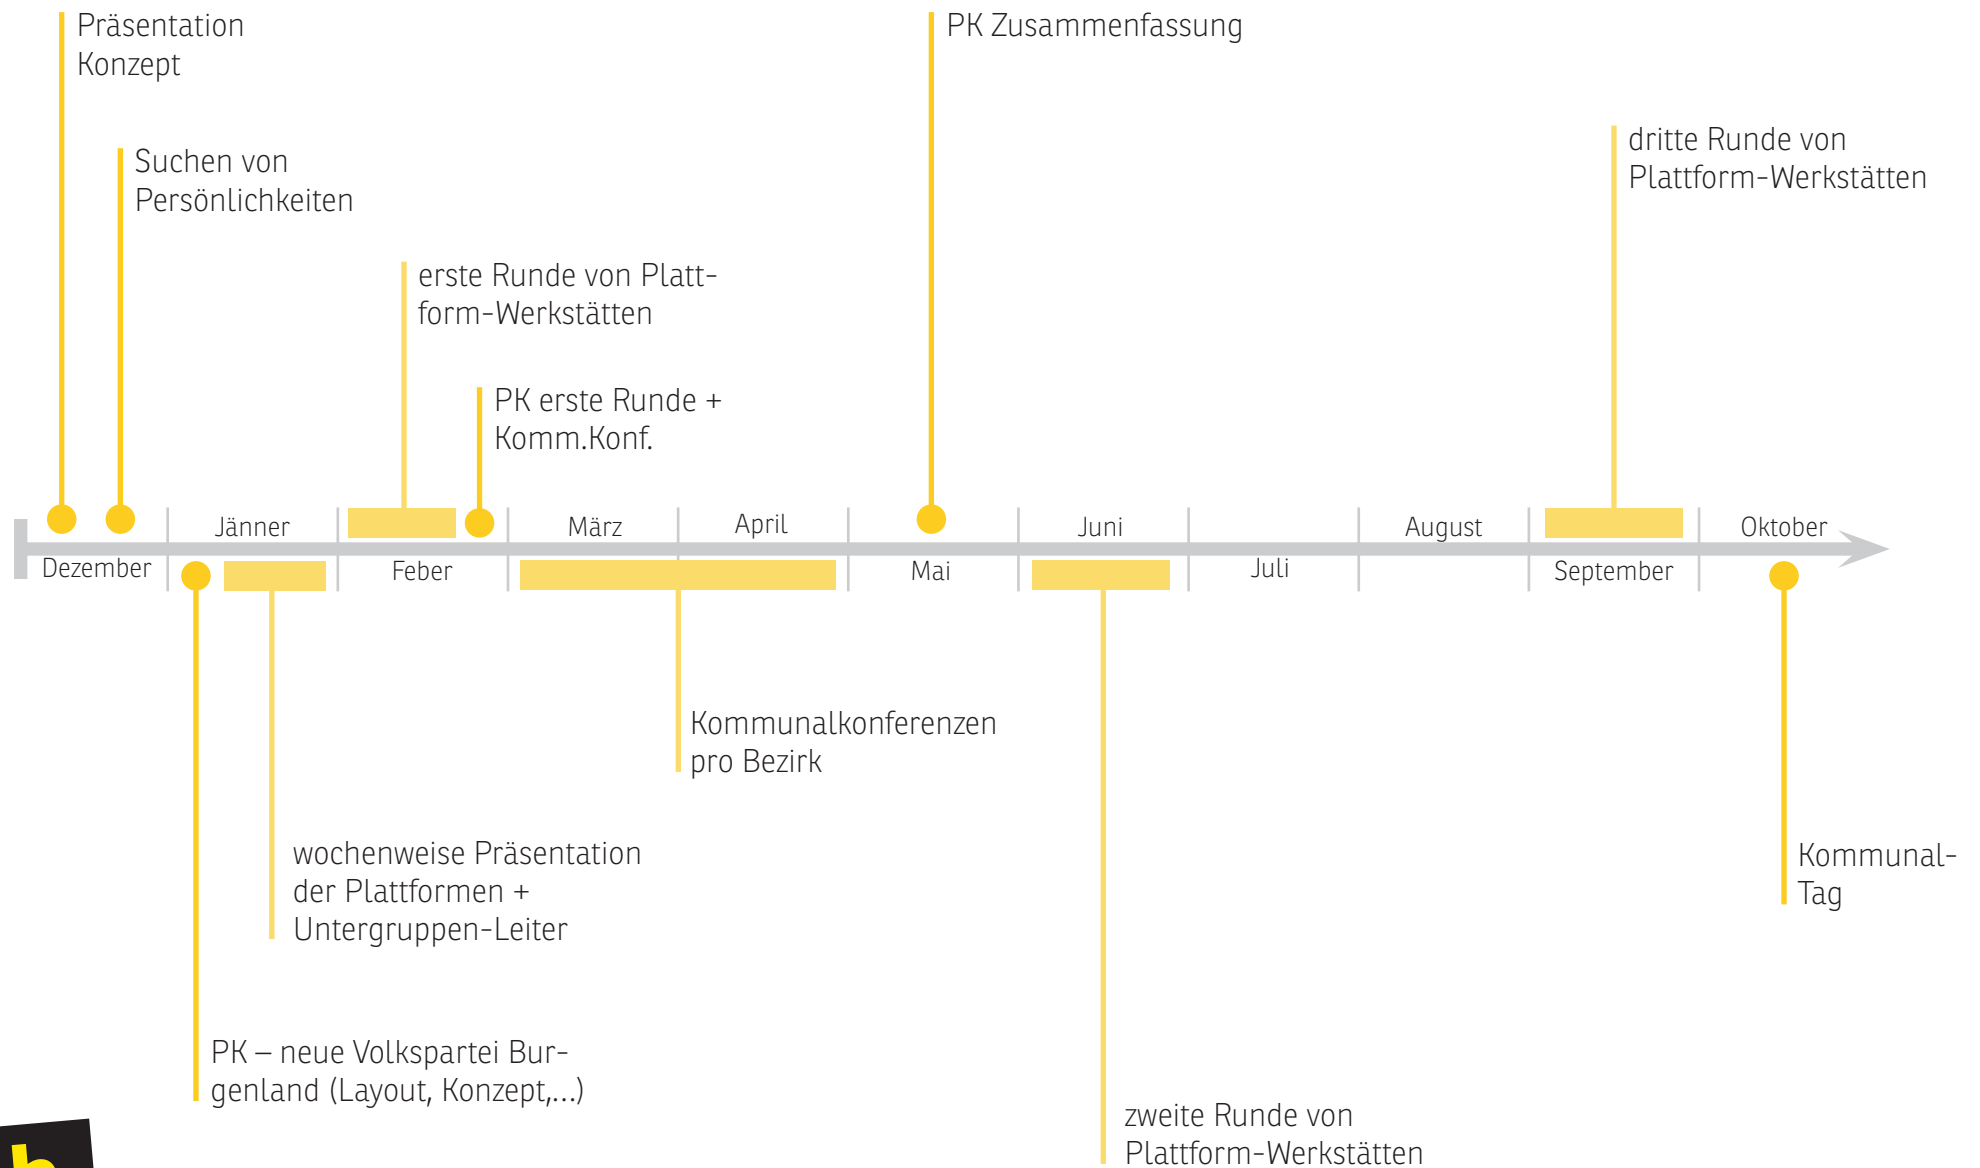 Präsentation
Konzept
PK Zusammenfassung
Suchen von
Persönlichkeiten
dritte Runde von
Plattform-Werkstätten
erste Runde von Platt-
form-Werkstätten
PK erste Runde +
Komm.Konf.
Dezember
Jänner
Feber
März
April
Mai
Juni
Juli
August
September
Oktober
Kommunalkonferenzen
pro Bezirk
wochenweise Präsentation
der Plattformen +
Untergruppen-Leiter
Kommunal-
Tag
PK – neue Volkspartei Bur-
genland (Layout, Konzept,...)
zweite Runde von
Plattform-Werkstätten